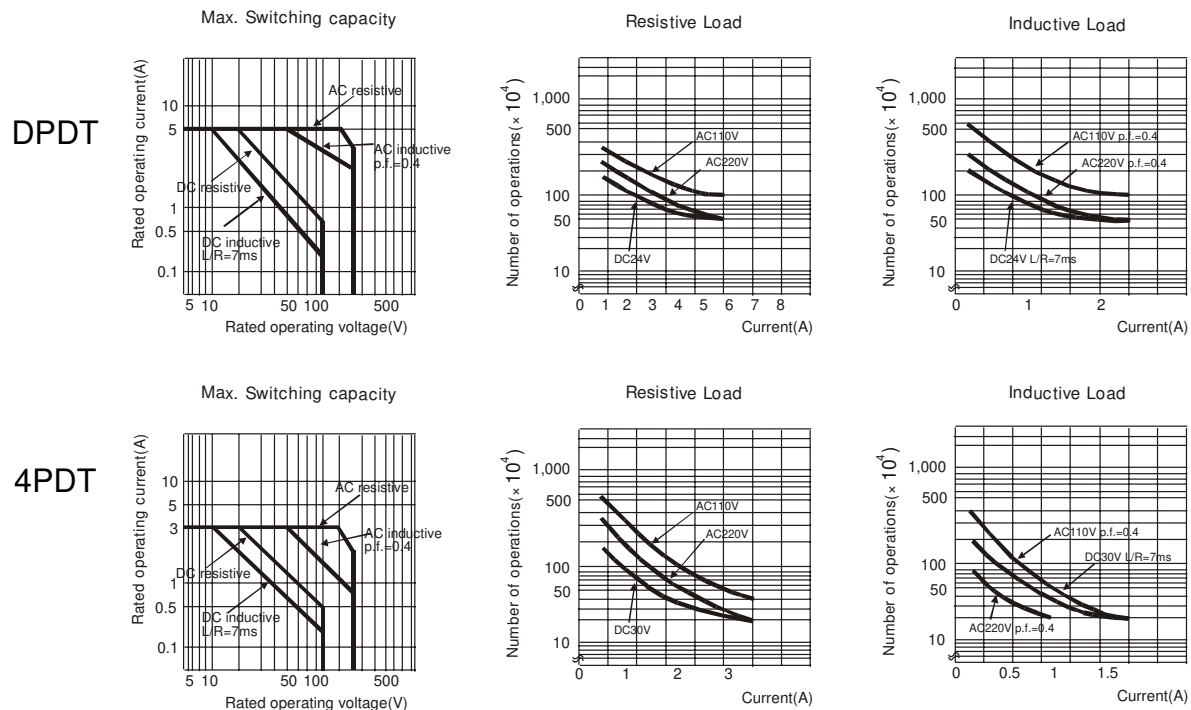 DPDT
Max. Switching capacity
Rated operating current(A)
10
5
1
0.5
0.1
AC resistive
AC inductive
p.f.=0.4
DC resistive
DC inductive
L/R=7ms
5 10 50 100 500
Rated operating voltage(V)
Resistive Load
Number of operations(× 10⁴)
1,000
500
100
50
10
AC110V
AC220V
DC24V
0 1 2 3 4 5 6 7 8
Current(A)
Inductive Load
1,000
500
100
50
10
Number of operations(× 10⁴)
AC110V p.f.=0.4
AC220V p.f.=0.4
DC24V L/R=7ms
0 1 2
Current(A)
4PDT
Max. Switching capacity
Rated operating current(A)
10
5
3
1
0.5
0.1
AC resistive
AC inductive
p.f.=0.4
DC resistive
DC inductive
L/R=7ms
5 10 50 100 500
Rated operating voltage(V)
Resistive Load
Number of operations(× 10⁴)
1,000
500
100
50
10
AC110V
AC220V
DC30V
0 1 2 3
Current(A)
Inductive Load
Number of operations(× 10⁴)
1,000
500
100
50
10
AC110V p.f.=0.4
DC30V L/R=7ms
AC220V p.f.=0.4
0 0.5 1 1.5
Current(A)